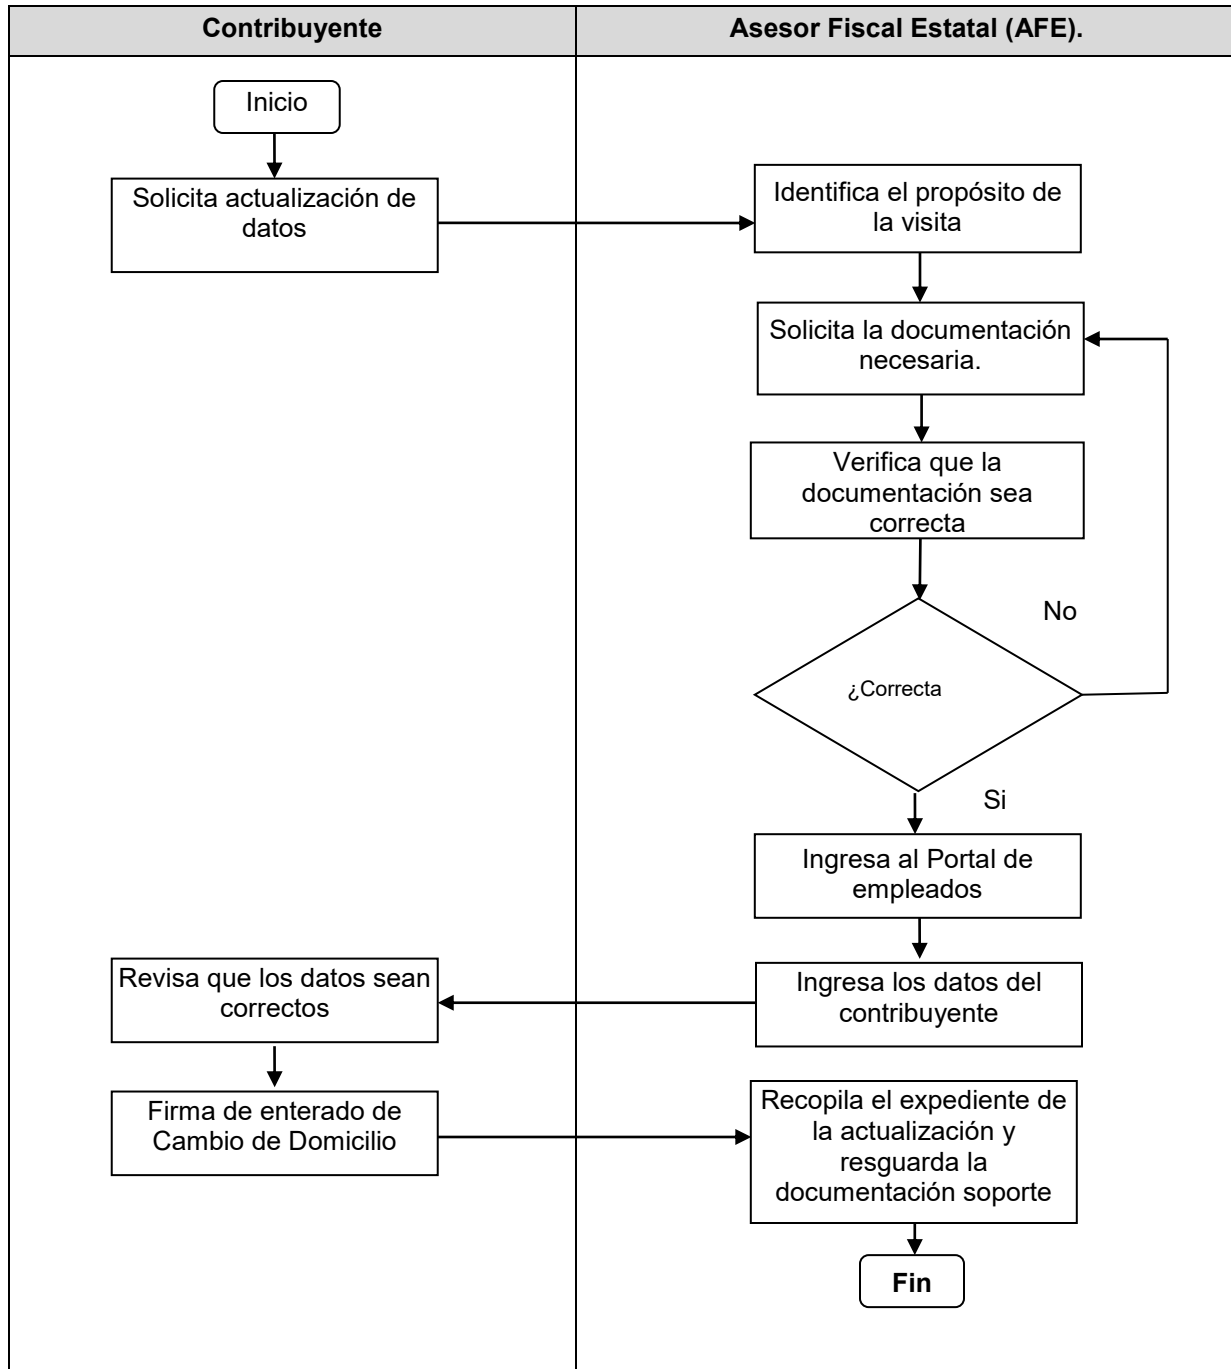 Contribuyente
Asesor Fiscal Estatal (AFE).
Inicio
Solicita actualización de
datos
Identifica el propósito de
la visita
Solicita la documentación
necesaria.
Verifica que la
documentación sea
correcta
No
¿Correcta
Si
Ingresa al Portal de
empleados
Ingresa los datos del
contribuyente
Revisa que los datos sean
correctos
Firma de enterado de
Cambio de Domicilio
Recopila el expediente de
la actualización y
resguarda la
documentación soporte
Fin